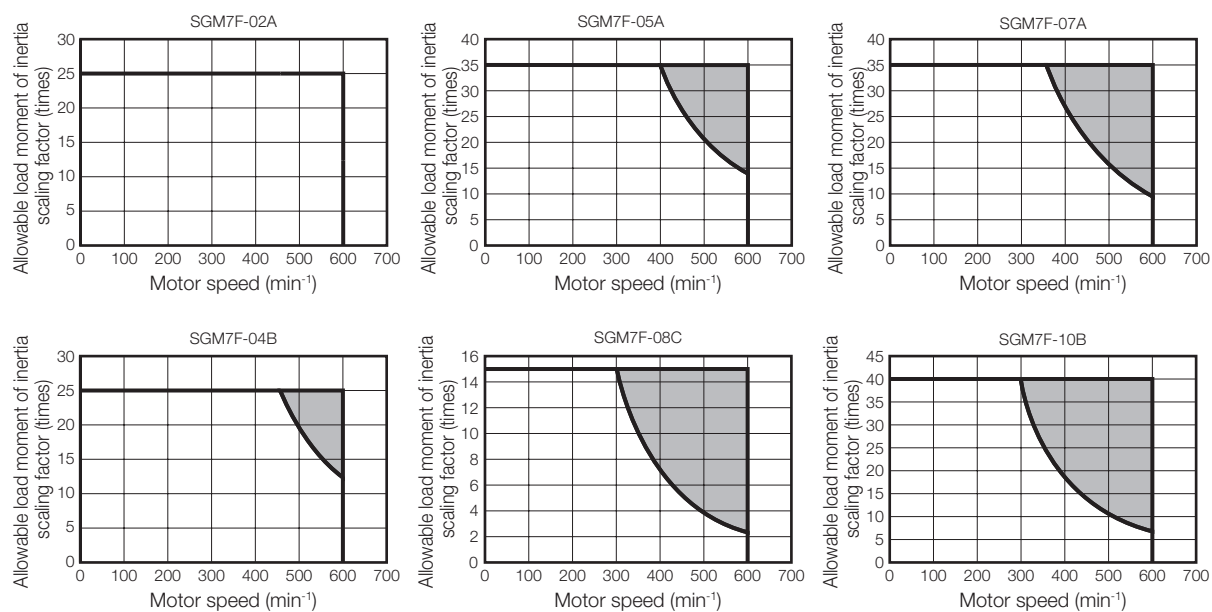 SGM7F-02A
Allowable load moment of inertia
scaling factor (times)
30
25
20
15
10
5
0
0 100 200 300 400 500 600 700
Motor speed (min⁻¹)
SGM7F-05A
Allowable load moment of inertia
scaling factor (times)
40
35
30
25
20
15
10
5
0
0 100 200 300 400 500 600 700
Motor speed (min⁻¹)
SGM7F-07A
Allowable load moment of inertia
scaling factor (times)
40
35
30
25
20
15
10
5
0
0 100 200 300 400 500 600 700
Motor speed (min⁻¹)
SGM7F-04B
Allowable load moment of inertia
scaling factor (times)
30
25
20
15
10
5
0
0 100 200 300 400 500 600 700
Motor speed (min⁻¹)
SGM7F-08C
Allowable load moment of inertia
scaling factor (times)
16
14
12
10
8
6
4
2
0
0 100 200 300 400 500 600 700
Motor speed (min⁻¹)
SGM7F-10B
Allowable load moment of inertia
scaling factor (times)
45
40
35
30
25
20
15
10
5
0
0 100 200 300 400 500 600 700
Motor speed (min⁻¹)